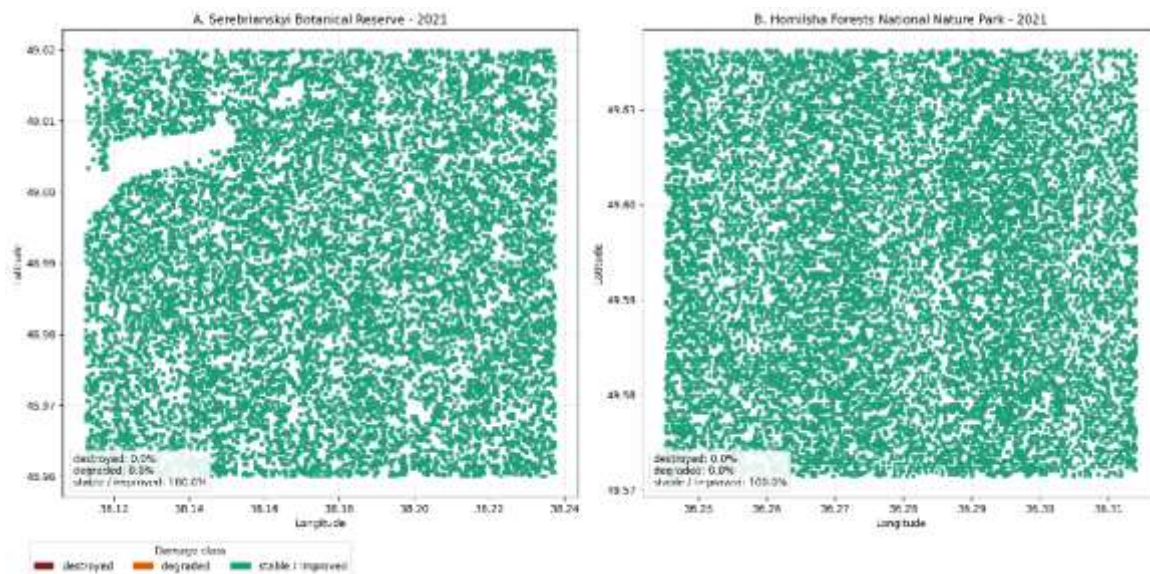 A. Serebrianskyi Botanical Reserve - 2021
49.02
49.01
49.00
48.99
48.98
48.97
48.96
Latitude
destroyed: 0.0%
degraded: 0.0%
stable / improved: 100.0%
38.12
38.14
38.16
38.18
38.20
38.22
38.24
Longitude
B. Homilsha Forests National Nature Park - 2021
49.60
49.59
49.58
49.57
Latitude
destroyed: 0.0%
degraded: 0.0%
stable / improved: 100.0%
36.25
36.26
36.27
36.28
36.29
36.30
36.31
Longitude
Damage class
destroyed
degraded
stable / improved